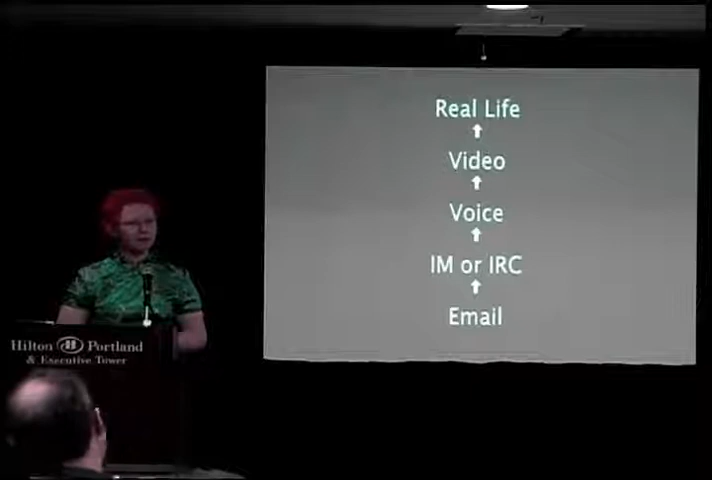 Real Life
Video
Voice
IM or IRC
Email
Hilton Portland
& Executive Tower